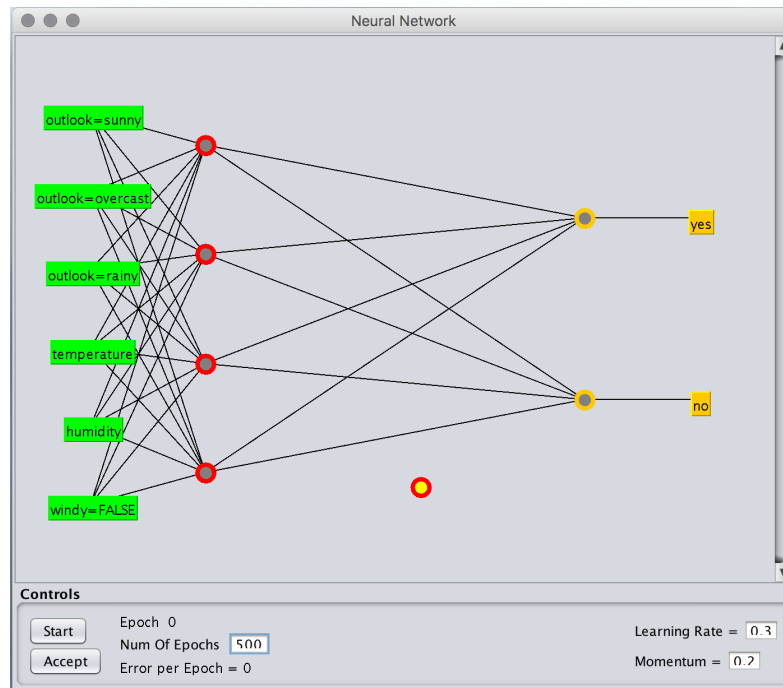 Neural Network
outlook=sunny
outlook=overcast
yes
outlook=rainy
temperature
no
humidity
windy=FALSE
Controls
Start
Epoch 0
Num Of Epochs 500
Learning Rate = 0.3
Accept
Error per Epoch = 0
Momentum = 0.2